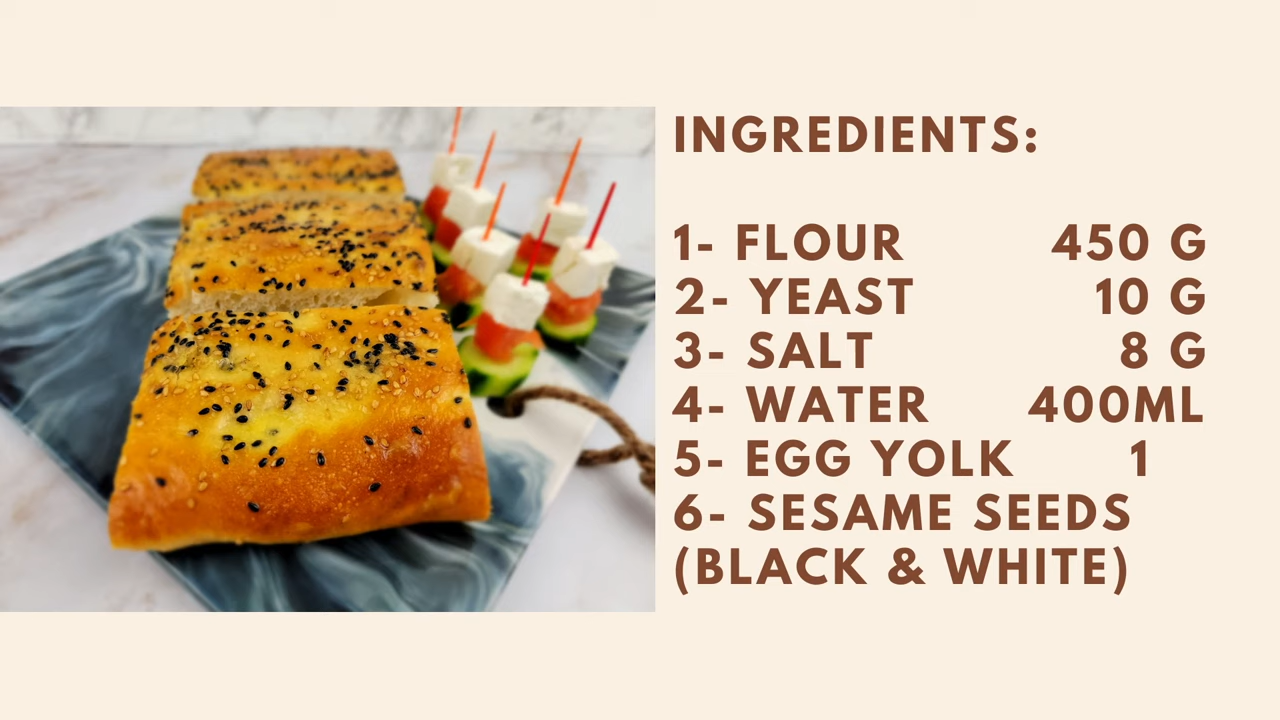 INGREDIENTS:
1- FLOUR 450 G
2- YEAST 10 G
3- SALT 8 G
4- WATER 400ML
5- EGG YOLK 1
6- SESAME SEEDS
(BLACK & WHITE)